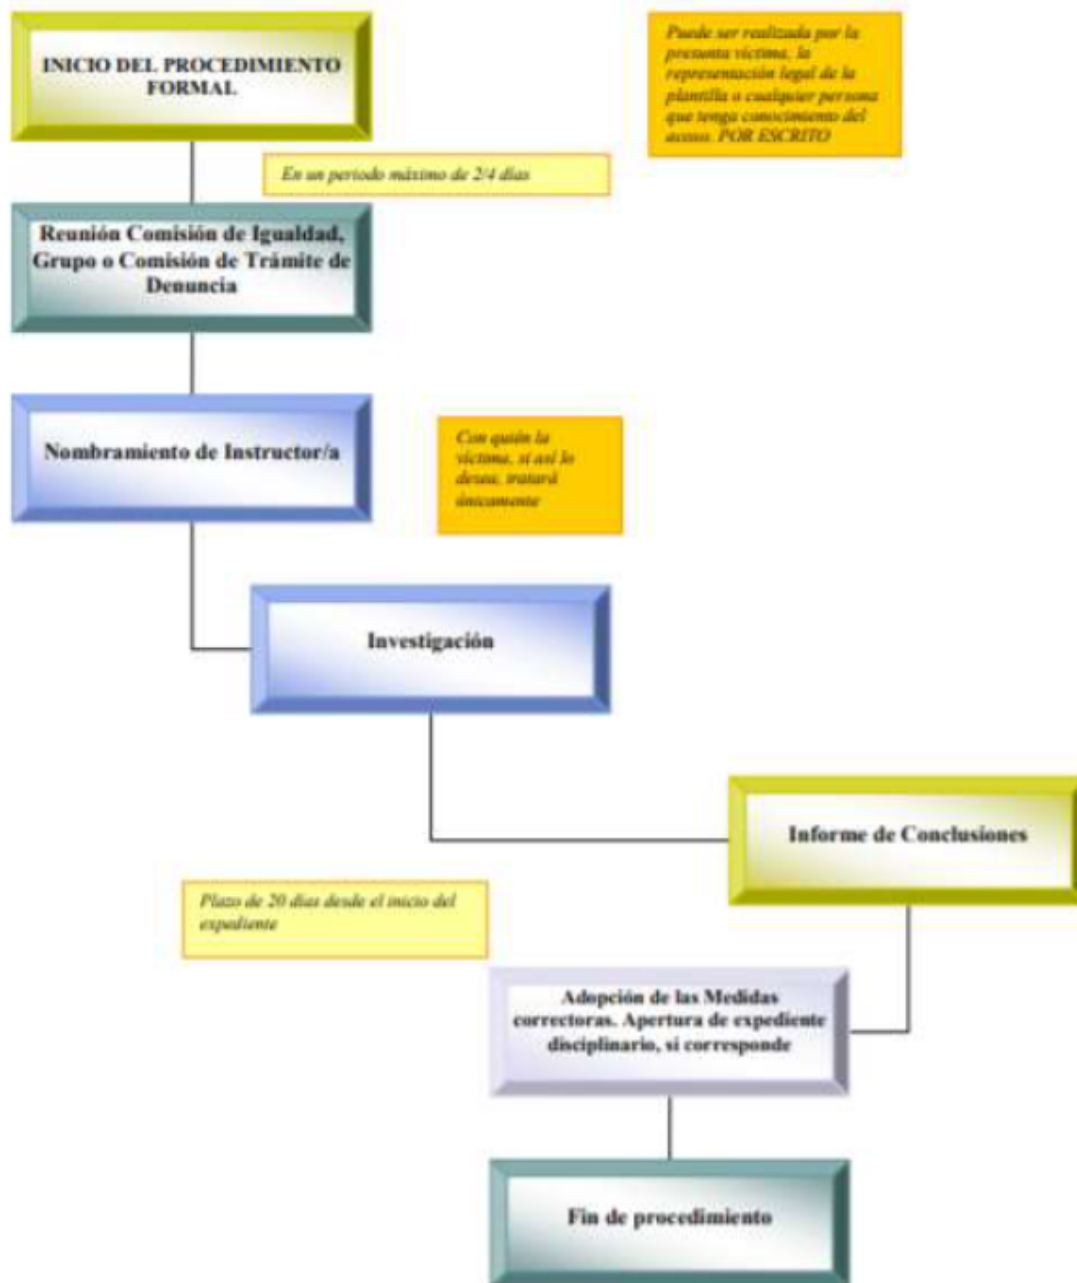 INICIO DEL PROCEDIMIENTO
FORMAL
Puede ser realizada por la
presunta víctima, la
representación legal de la
plantilla o cualquier persona
que tenga conocimiento del
acoso. POR ESCRITO
En un periodo máximo de 2/4 días
Reunión Comisión de Igualdad,
Grupo o Comisión de Trámite de
Denuncia
Nombramiento de Instructor/a
Con quién la
víctima, si así lo
desea, tratará
únicamente
Investigación
Informe de Conclusiones
Plazo de 20 días desde el inicio del
expediente
Adopción de las Medidas
correctoras. Apertura de expediente
disciplinario, si corresponde
Fin de procedimiento